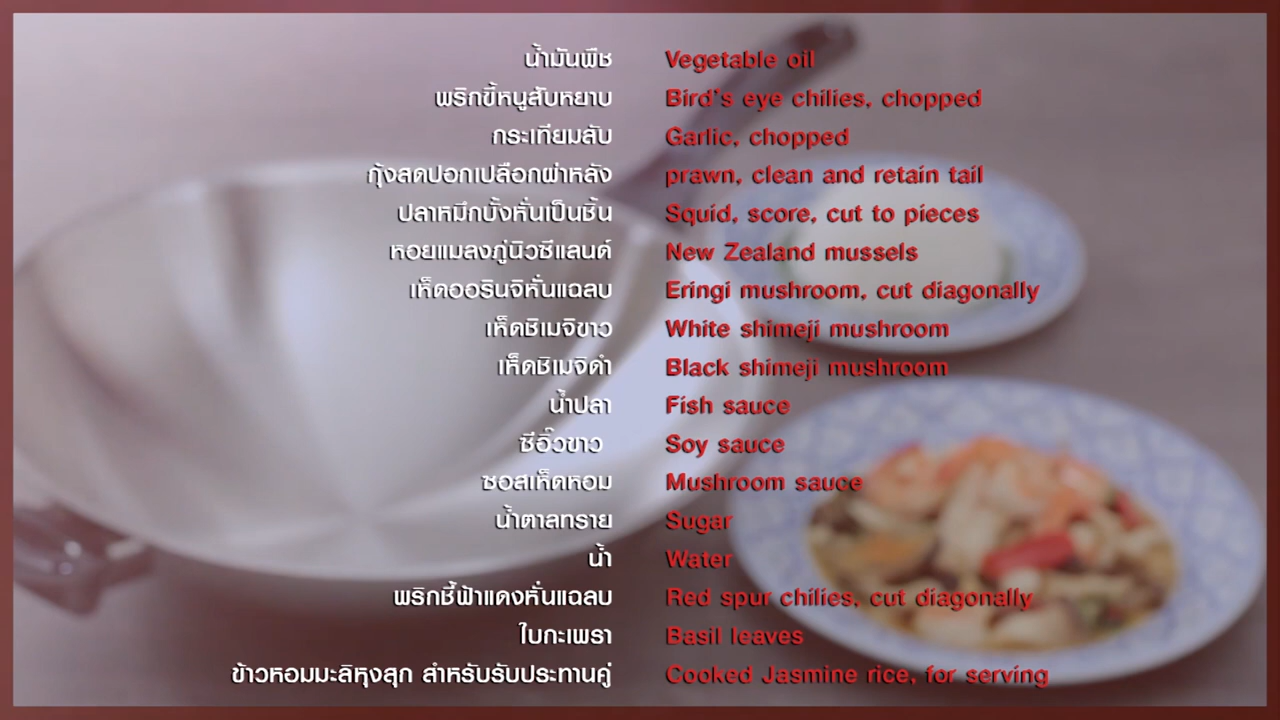 น้ำมันพืช Vegetable oil
พริกขี้หนูสับหยาบ Bird's eye chilies, chopped
กระเทียมสับ Garlic, chopped
กุ้งสดปอกเปลือกผ่าหลัง prawn, clean and retain tail
ปลาหมึกบั้งหั่นเป็นชิ้น Squid, score, cut to pieces
หอยแมลงภู่นิวซีแลนด์ New Zealand mussels
เห็ดออรินจิหั่นแฉลบ Eringi mushroom, cut diagonally
เห็ดชิเมจิขาว White shimeji mushroom
เห็ดชิเมจิดำ Black shimeji mushroom
น้ำปลา Fish sauce
ซีอิ๊วขาว Soy sauce
ซอสเห็ดหอม Mushroom sauce
น้ำตาลทราย Sugar
น้ำ Water
พริกชี้ฟ้าแดงหั่นแฉลบ Red spur chilies, cut diagonally
ใบกะเพรา Basil leaves
ข้าวหอมมะลิหุงสุก สำหรับรับประทานคู่ Cooked Jasmine rice, for serving